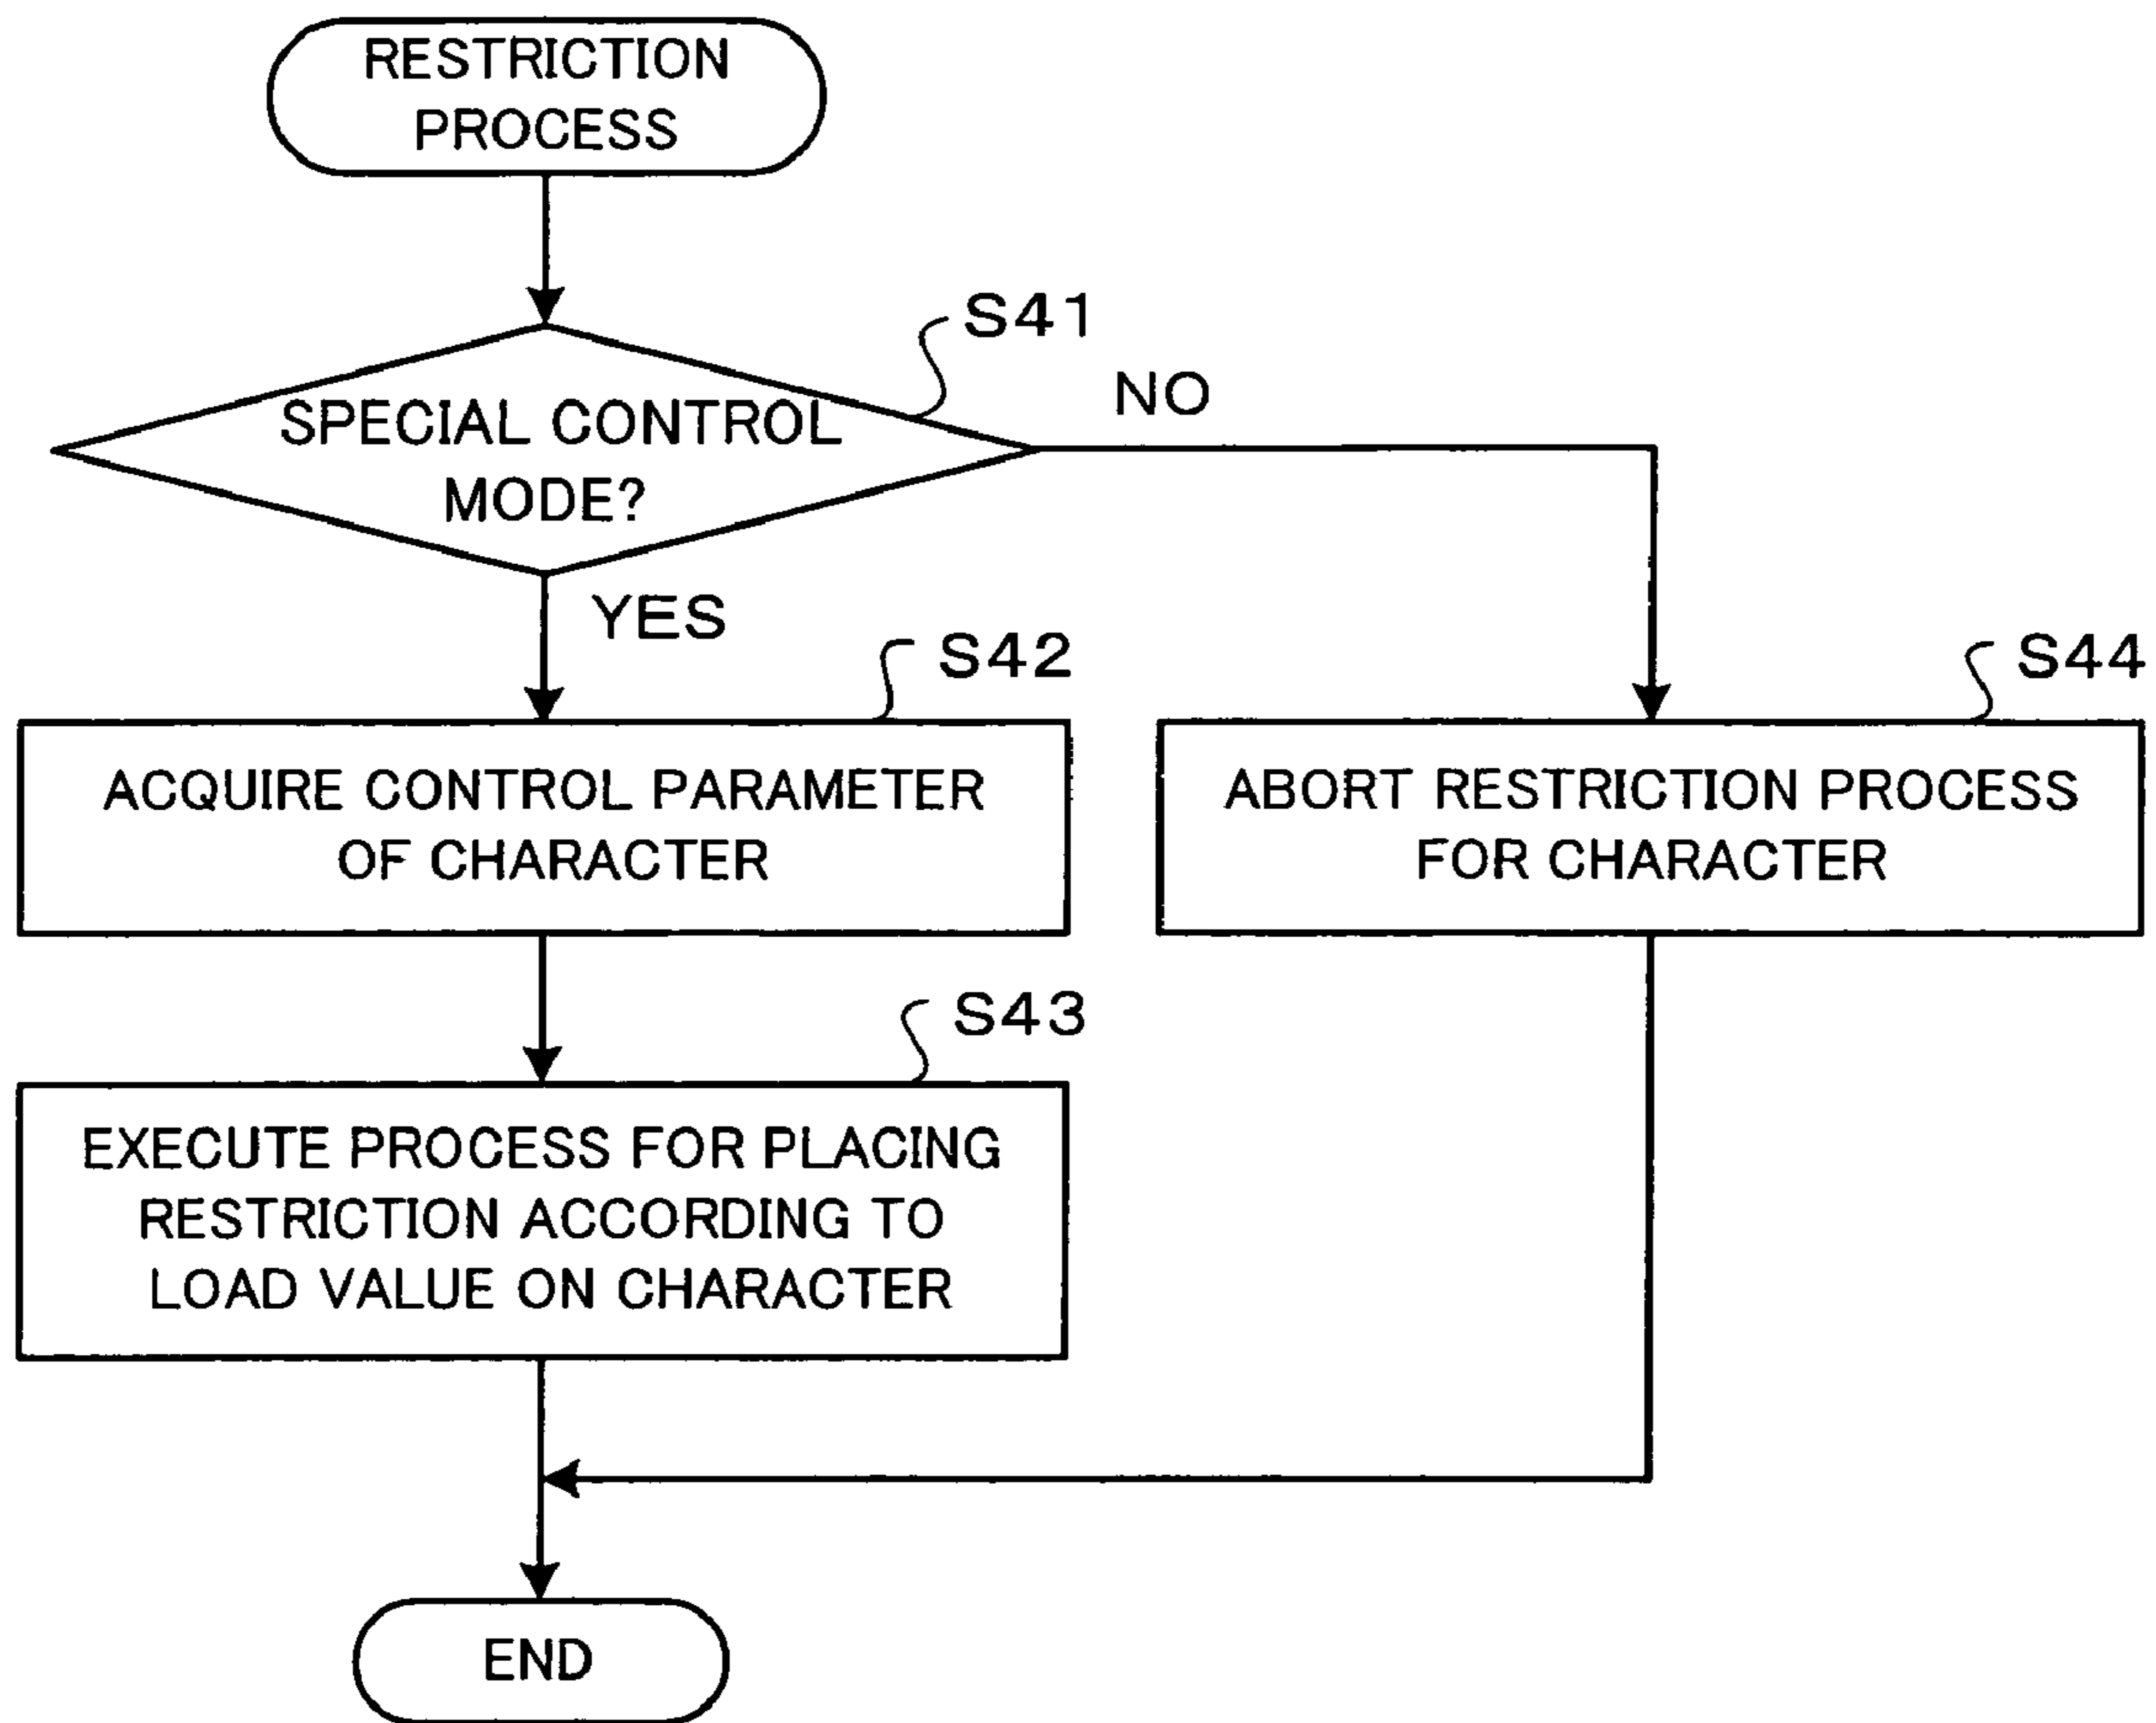 RESTRICTION
PROCESS
S41
SPECIAL CONTROL
MODE?
NO
YES
S42
ACQUIRE CONTROL PARAMETER
OF CHARACTER
S44
ABORT RESTRICTION PROCESS
FOR CHARACTER
S43
EXECUTE PROCESS FOR PLACING
RESTRICTION ACCORDING TO
LOAD VALUE ON CHARACTER
END